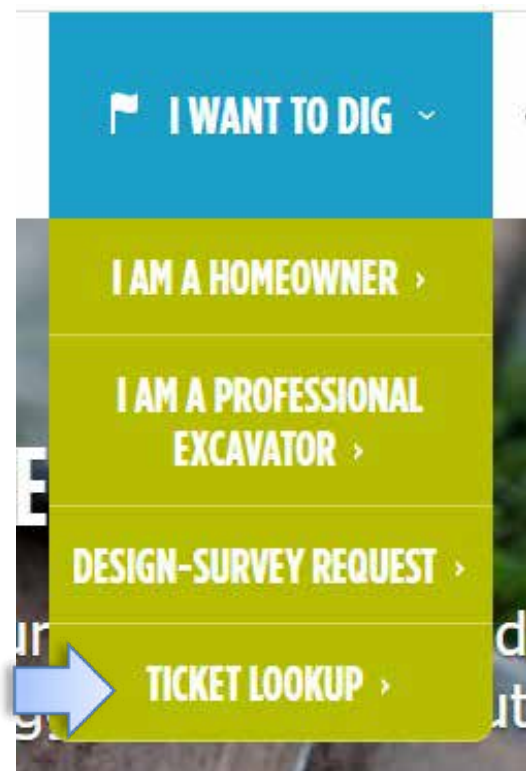 I WANT TO DIG
I AM A HOMEOWNER ›
I AM A PROFESSIONAL
EXCAVATOR ›
DESIGN-SURVEY REQUEST ›
TICKET LOOKUP ›